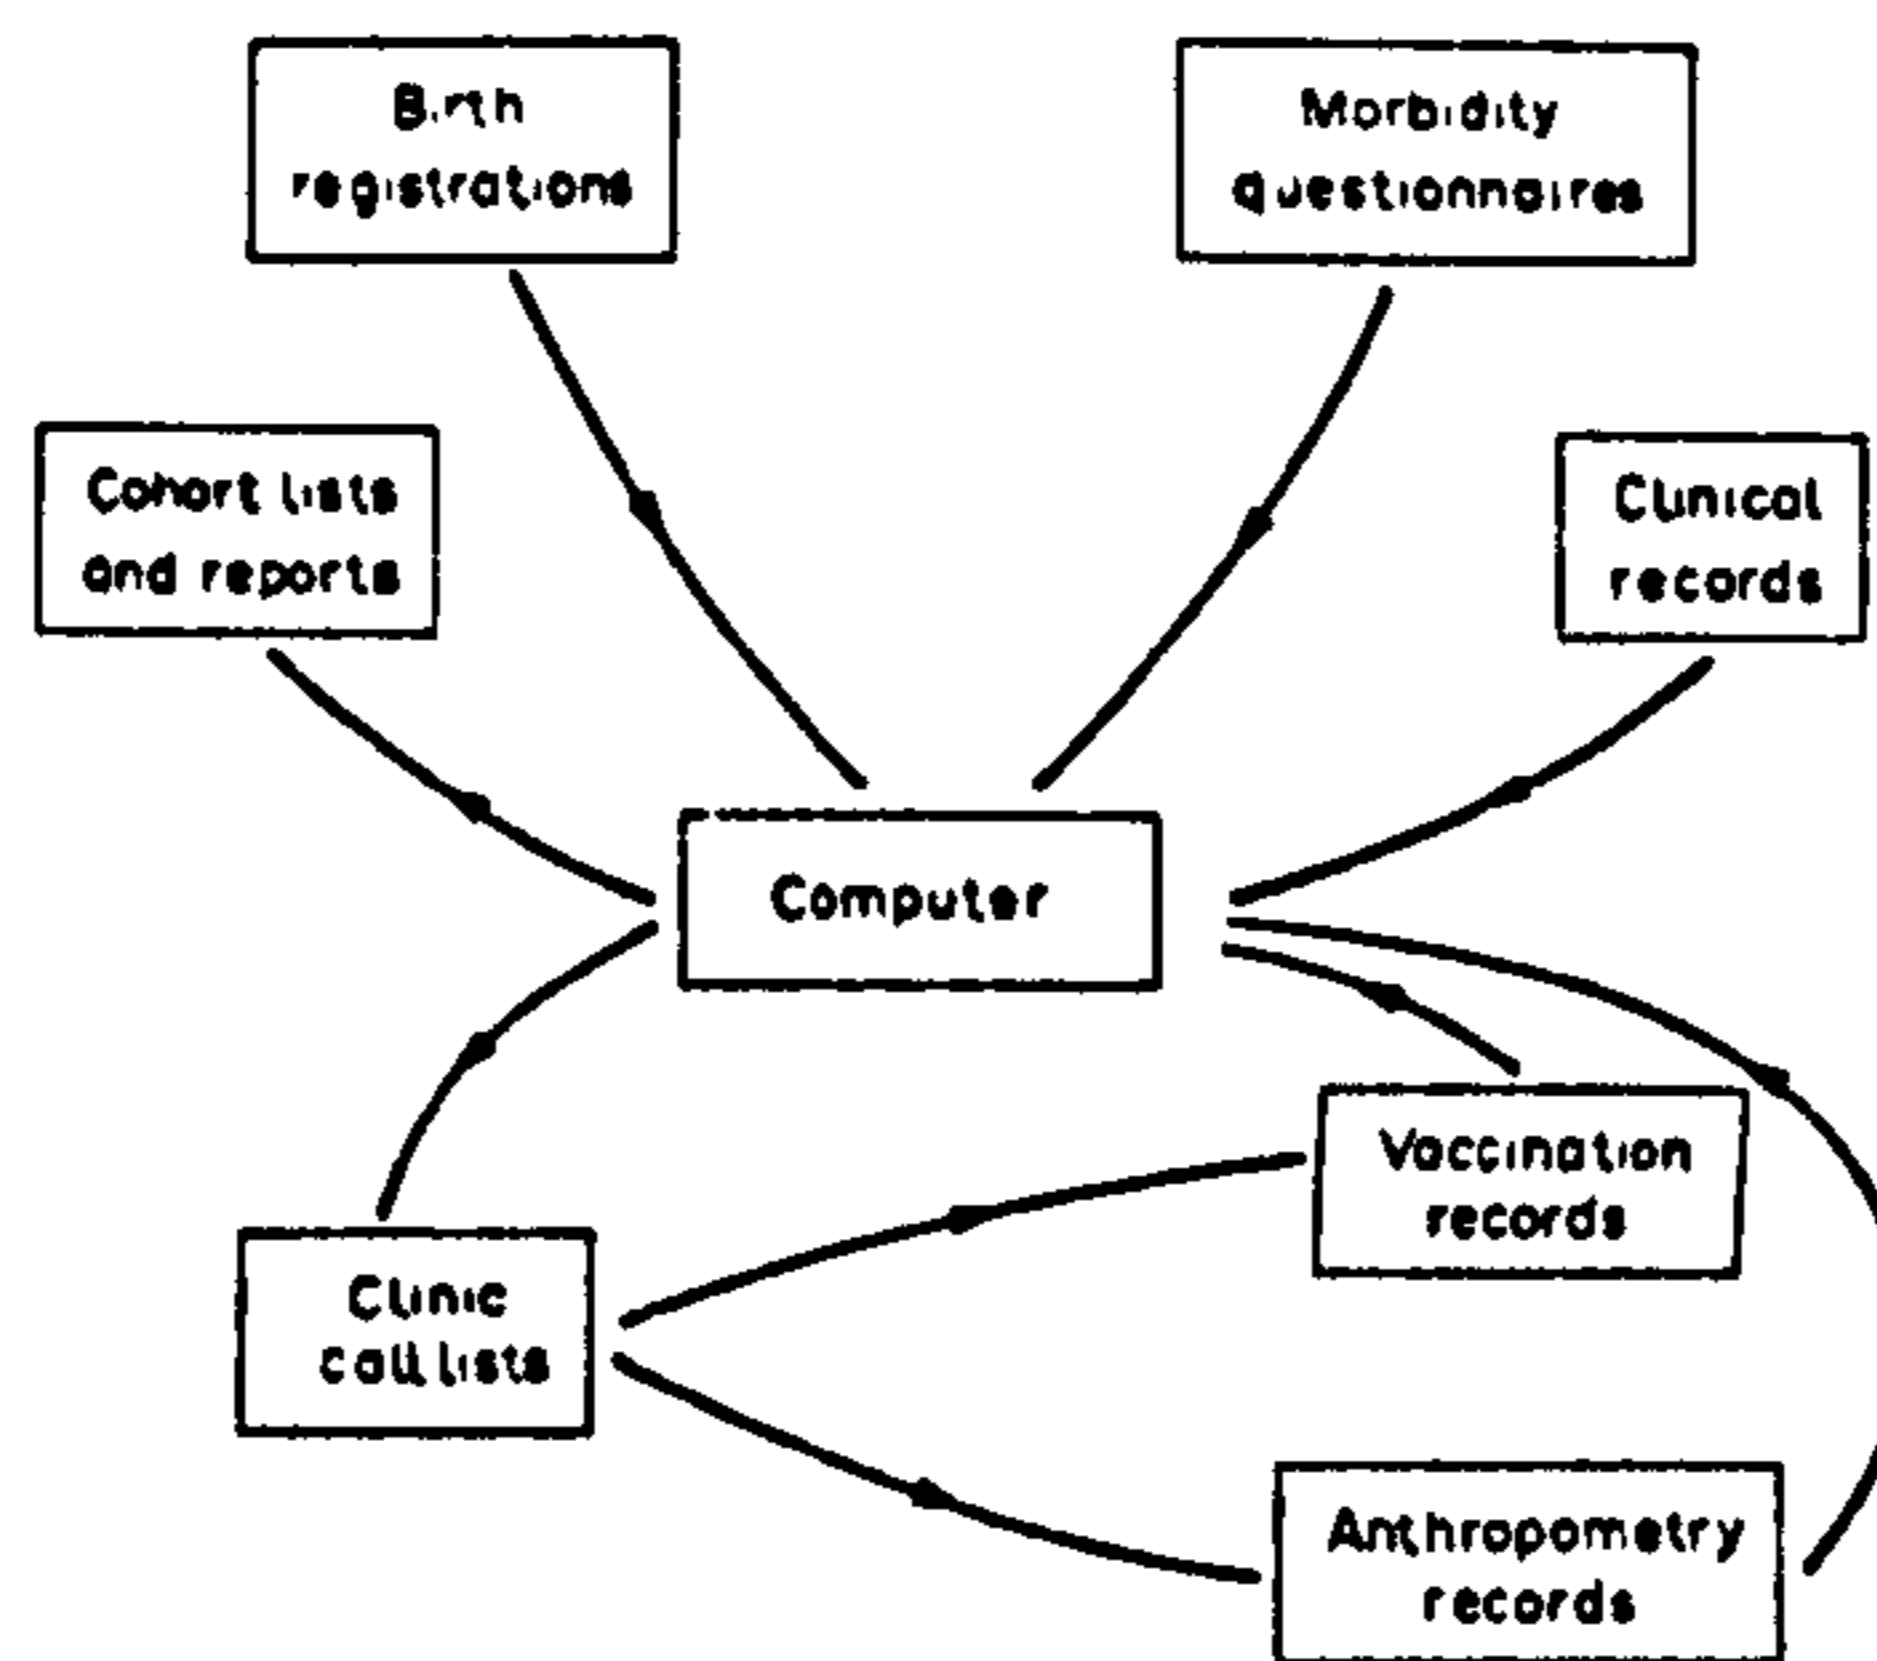 Birth
registrations
Morbidity
questionnaires
Cohort lists
and reports
Clinical
records
Computer
Vaccination
records
Clinic
call lists
Anthropometry
records